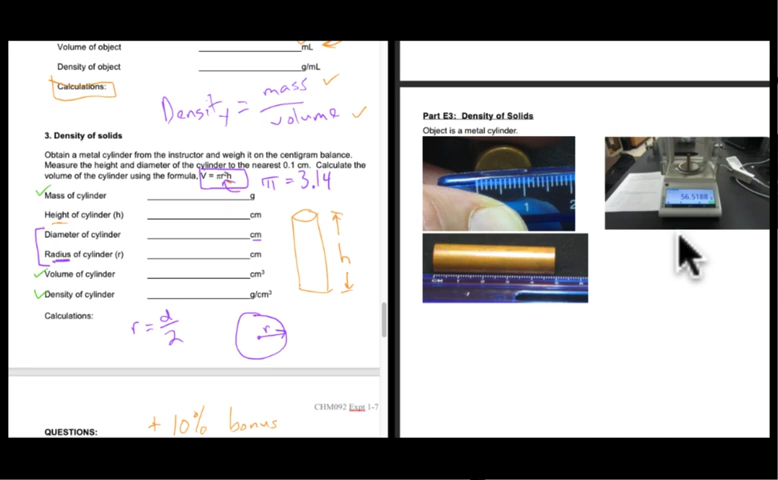 Volume of object mL
Density of object g/mL
Calculations:
Density = mass
volume
3. Density of solids
Obtain a metal cylinder from the instructor and weigh it on the centigram balance.
Measure the height and diameter of the cylinder to the nearest 0.1 cm. Calculate the
volume of the cylinder using the formula, V = πr²h
π = 3.14
Mass of cylinder g
Height of cylinder (h) cm
Diameter of cylinder cm
Radius of cylinder (r) cm
Volume of cylinder cm³
Density of cylinder g/cm³
h
Calculations:
r = d
2
r
CHM092 Expt 1-7
QUESTIONS:
+ 10% bonus
Part E3: Density of Solids
Object is a metal cylinder.
1
2
56.5188